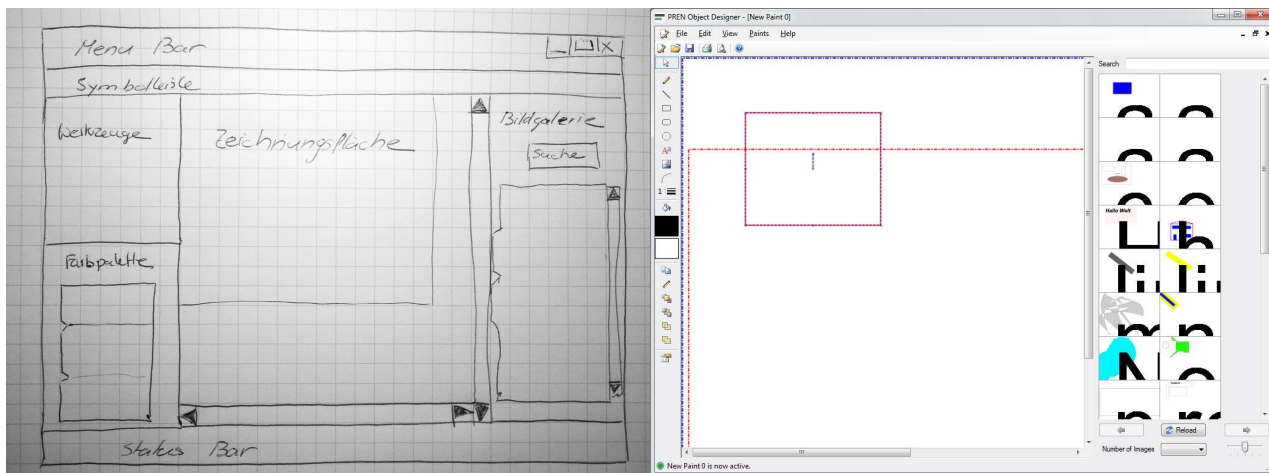 Menu Bar
Symbolleiste
Werkzeuge
Zeichnungsfläche
Bildgalerie
Suche
Farbpalette
Status Bar
PREN Object Designer - [New Paint 0]
File Edit View Paints Help
Search
A a
1
Hallo Welt
Reload
Number of Images
New Paint 0 is now active.